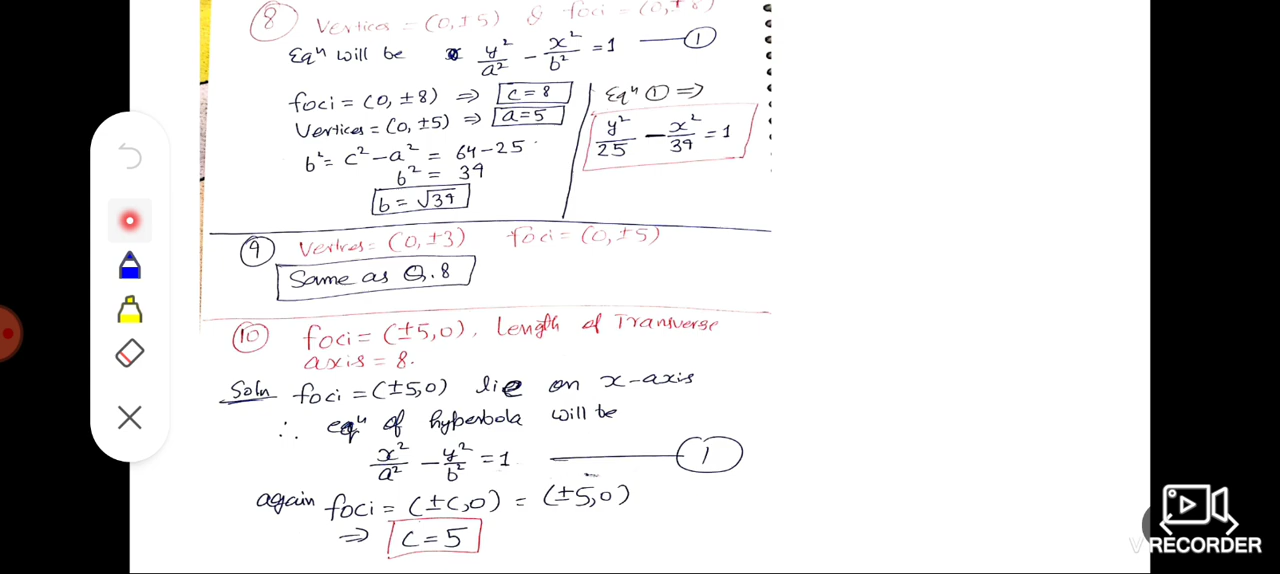 8 Vertices = (0, ±5) & foci = (0, ±8)
Eqⁿ will be y²/a² - x²/b² = 1 — 1
foci = (0, ±8) ⇒ c = 8
Vertices = (0, ±5) ⇒ a = 5
b² = c² - a² = 64 - 25
b² = 39
b = √39
Eqⁿ 1 ⇒
y²/25 - x²/39 = 1
9 Vertices = (0, ±3) foci = (0, ±5)
Same as Q.8
10 foci = (±5, 0), Length of Transverse
axis = 8.
Soln foci = (±5, 0) lie on x-axis
∴ eqⁿ of hyperbola will be
x²/a² - y²/b² = 1 — 1
again foci = (±c, 0) = (±5, 0)
⇒ c = 5
V RECORDER